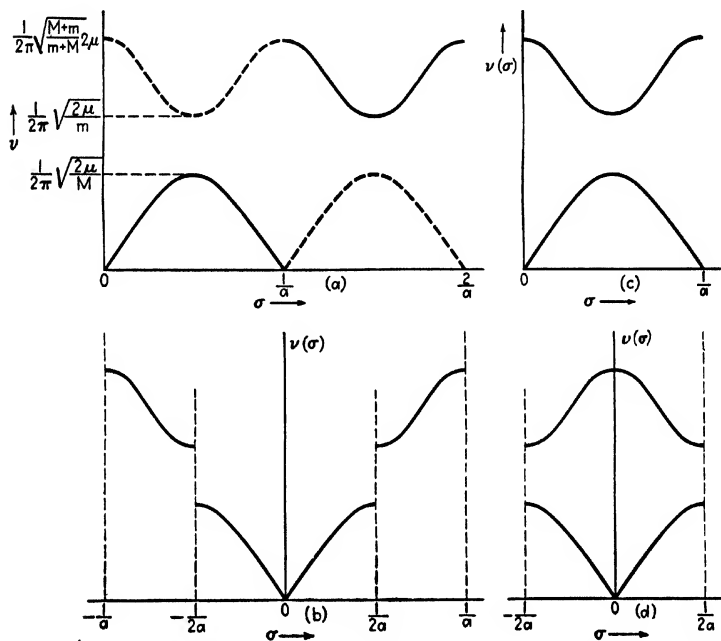 1/2π √(M+m/m+M) 2μ
ν(σ)
1/2π √(2μ/m)
ν
1/2π √(2μ/M)
0
1/a
(a)
2/a
σ
0
(c)
1/a
σ
ν(σ)
ν(σ)
-1/a
-1/2a
0
(b)
1/2a
1/a
σ
-1/2a
0
(d)
1/2a
σ